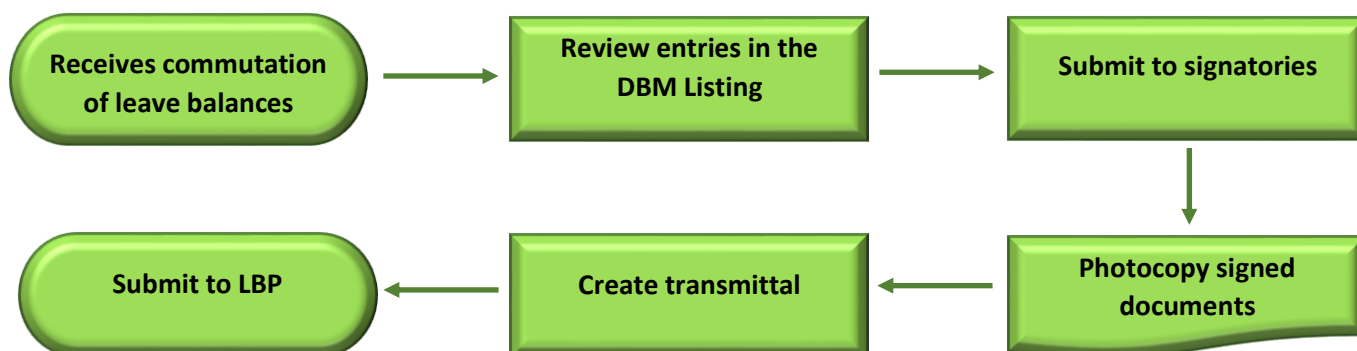 Receives commutation
of leave balances
Review entries in the
DBM Listing
Submit to signatories
Photocopy signed
documents
Create transmittal
Submit to LBP